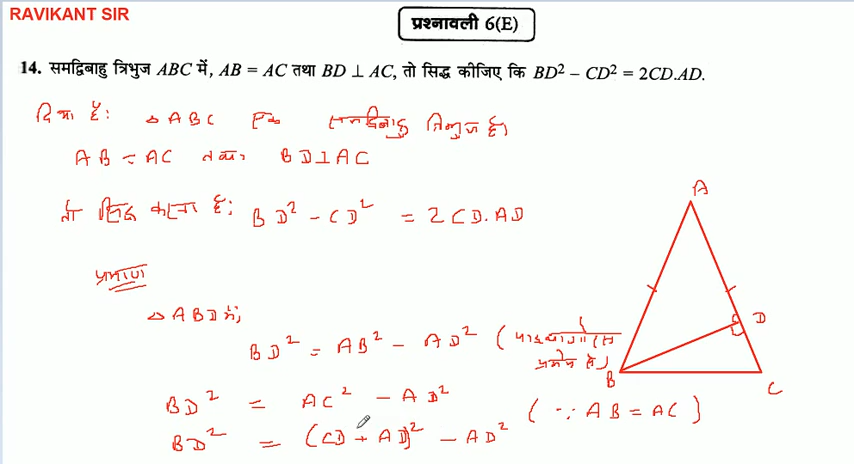 RAVIKANT SIR
प्रश्नावली 6(E)
14. समद्विबाहु त्रिभुज ABC में, AB = AC तथा BD ⊥ AC, तो सिद्ध कीजिए कि BD² – CD² = 2CD.AD.
दिया है: △ABC एक समद्विबाहु त्रिभुज है।
AB = AC तथा BD⊥AC
तो सिद्ध करना है: BD² - CD² = 2CD.AD
प्रमाण
△ABD में,
BD² = AB² - AD² (पाइथागोरस
प्रमेय से)
BD² = AC² - AD²
(∵ AB = AC)
BD² = (CD + AD)² - AD²
A
D
B
C